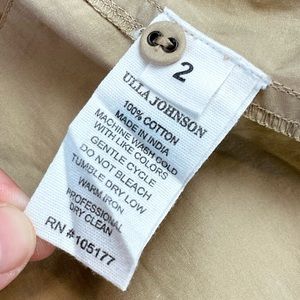 2
ULLA JOHNSON
100% COTTON
MADE IN INDIA
MACHINE WASH COLD
WITH LIKE COLORS
GENTLE CYCLE
DO NOT BLEACH
TUMBLE DRY LOW
WARM IRON
PROFESSIONAL
DRY CLEAN
RN #105177